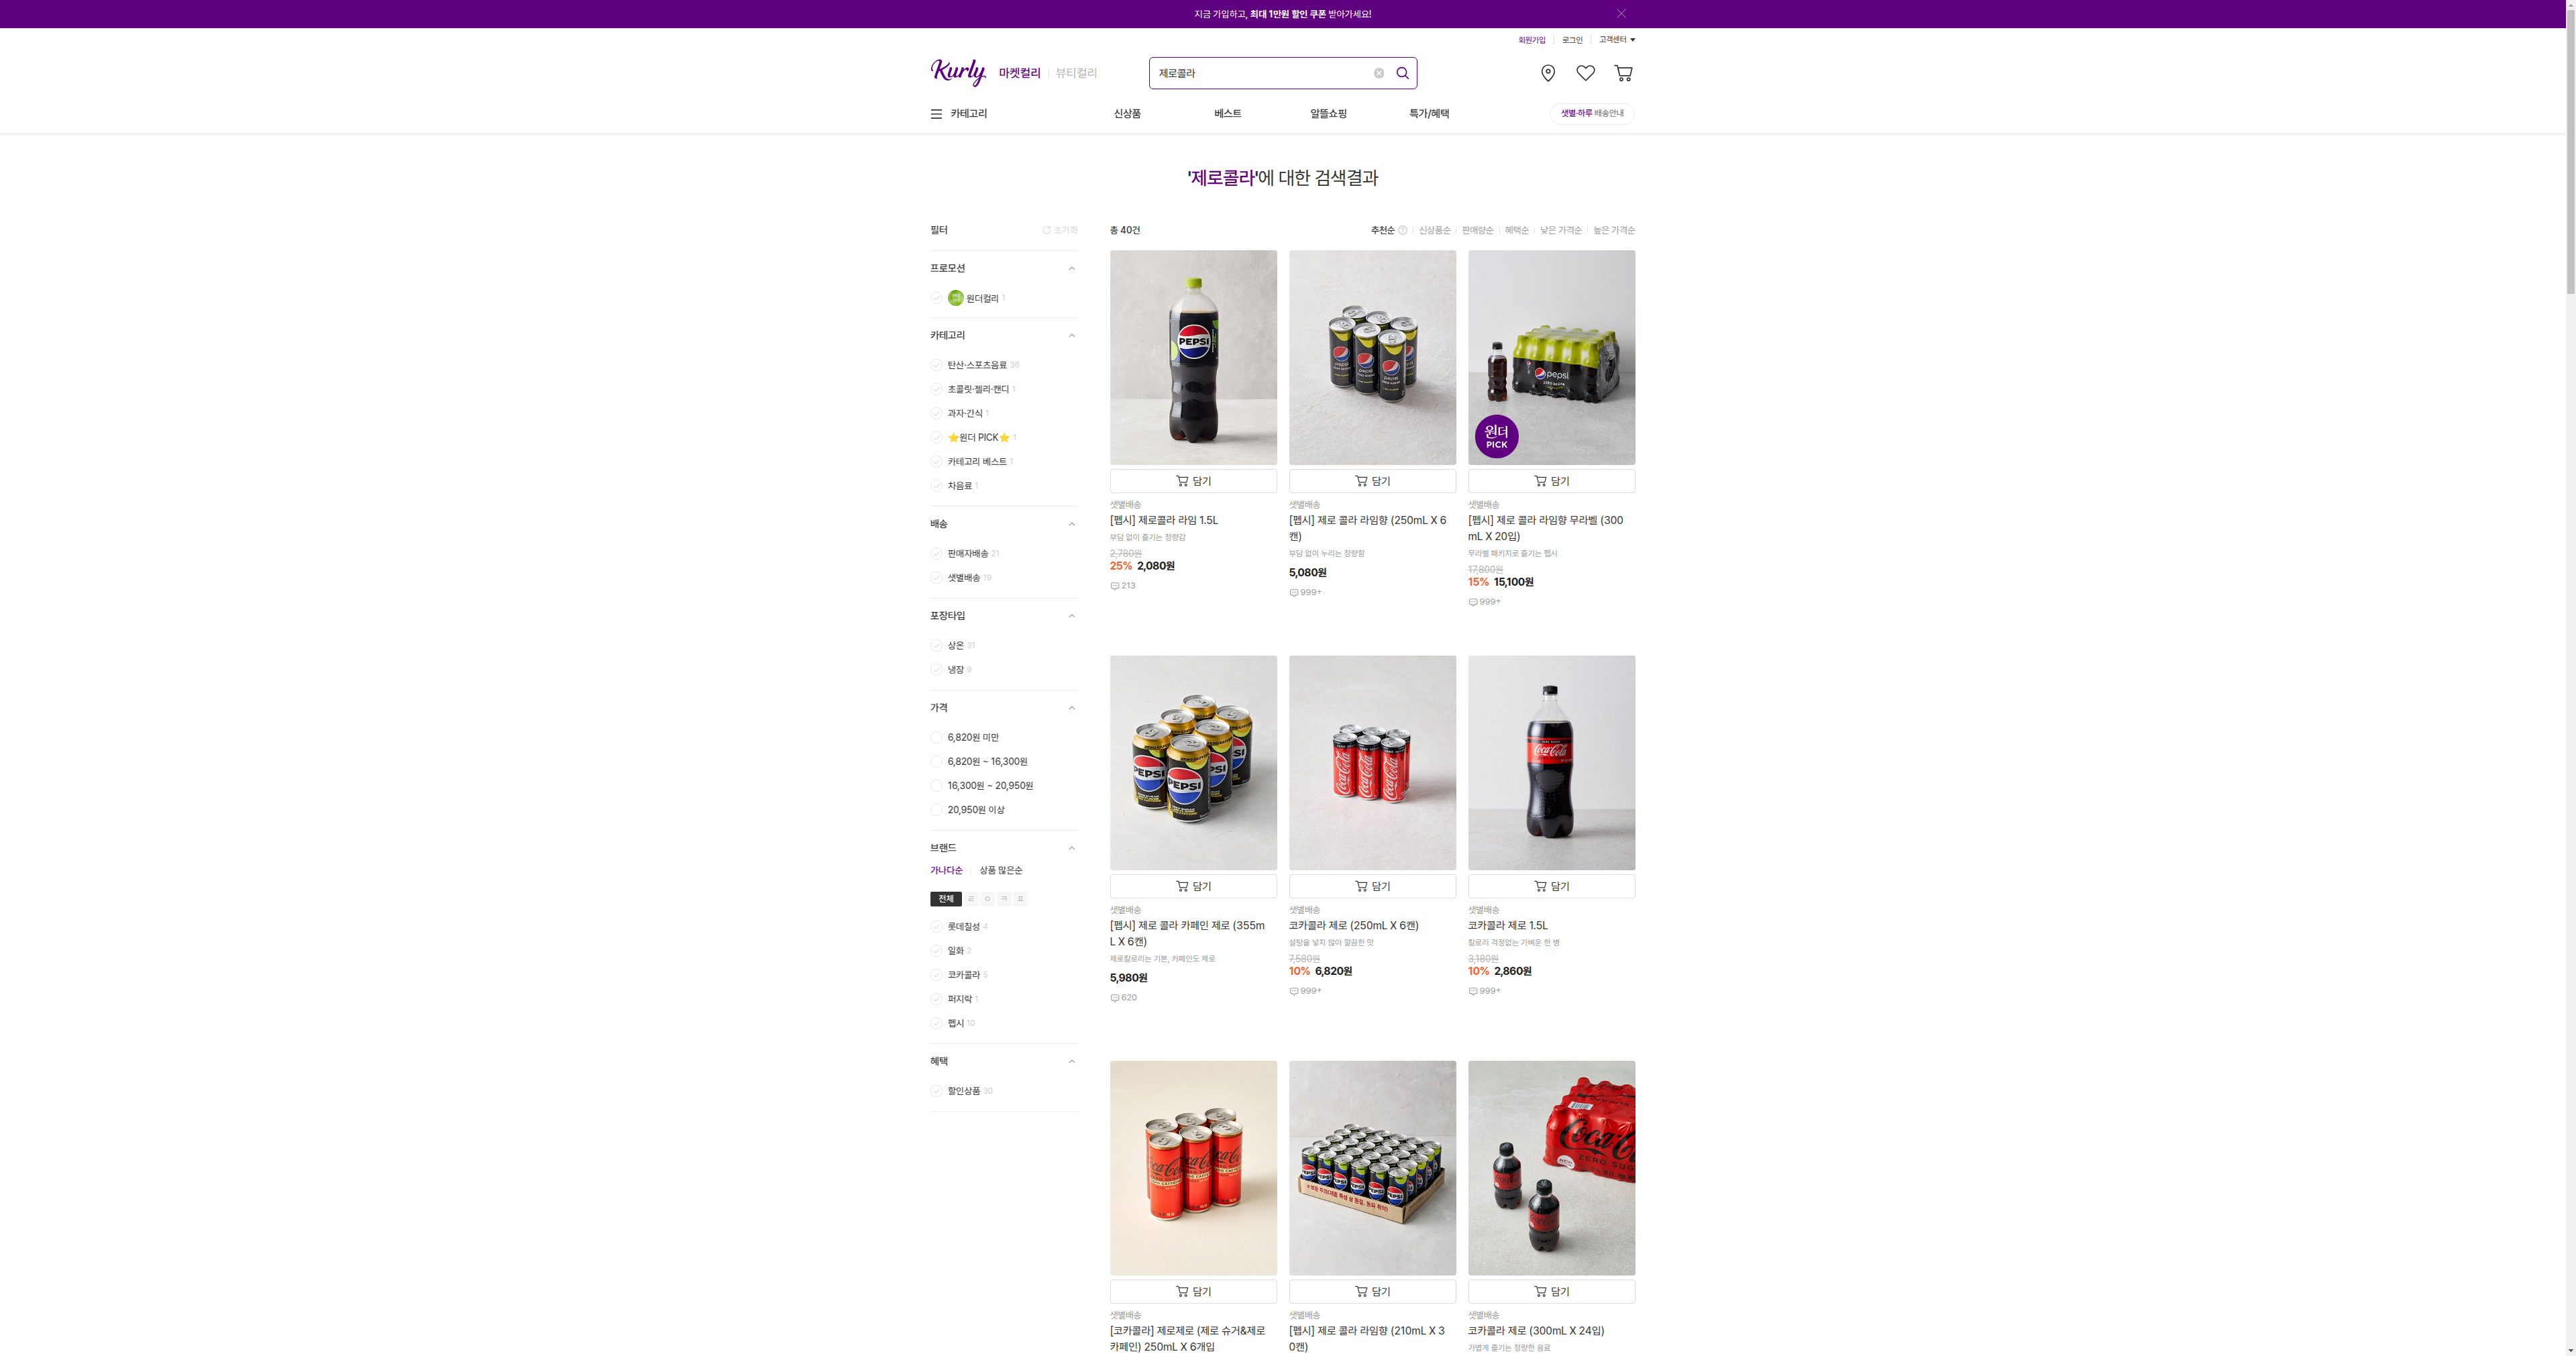 지금 가입하고, 최대 1만원 할인 쿠폰 받아가세요!
회원가입 로그인 고객센터
Kurly 마켓컬리 뷰티컬리
제로콜라
카테고리 신상품 베스트 알뜰쇼핑 특가/혜택 샛별·하루 배송안내
'제로콜라'에 대한 검색결과
필터 초기화
프로모션
원더컬리 1
카테고리
탄산·스포츠음료 36
초콜릿·젤리·캔디 1
과자·간식 1
⭐원더 PICK⭐ 1
카테고리 베스트 1
차음료 1
배송
판매자배송 21
샛별배송 19
포장타입
상온 31
냉장 9
가격
6,820원 미만
6,820원 ~ 16,300원
16,300원 ~ 20,950원
20,950원 이상
브랜드
가나다순 상품 많은순
전체 ㄹ ㅇ ㅋ ㅍ
롯데칠성 4
일화 2
코카콜라 5
퍼지락 1
펩시 10
혜택
할인상품 30
총 40건 추천순 신상품순 판매량순 혜택순 낮은 가격순 높은 가격순
PEPSI
pepsi
원더
PICK
담기
샛별배송
[펩시] 제로콜라 라임 1.5L
부담 없이 즐기는 청량감
2,780원
25% 2,080원
213
담기
샛별배송
[펩시] 제로 콜라 라임향 (250mL X 6
캔)
부담 없이 누리는 청량함
5,080원
999+
담기
샛별배송
[펩시] 제로 콜라 라임향 무라벨 (300
mL X 20입)
무라벨 패키지로 즐기는 펩시
17,800원
15% 15,100원
999+
PEPSI
PEPSI
Coca-Cola
Coca-Cola
담기
샛별배송
[펩시] 제로 콜라 카페인 제로 (355m
L X 6캔)
제로칼로리는 기본, 카페인도 제로
5,980원
620
담기
샛별배송
코카콜라 제로 (250mL X 6캔)
설탕을 넣지 않아 깔끔한 맛
7,580원
10% 6,820원
999+
담기
샛별배송
코카콜라 제로 1.5L
칼로리 걱정없는 가벼운 한 병
3,180원
10% 2,860원
999+
Coca-Cola
PEPSI
Coca-Co
ZERO SUG
담기
샛별배송
[코카콜라] 제로제로 (제로 슈거&제로
카페인) 250mL X 6개입
담기
샛별배송
[펩시] 제로 콜라 라임향 (210mL X 3
0캔)
담기
샛별배송
코카콜라 제로 (300mL X 24입)
가볍게 즐기는 청량한 음료